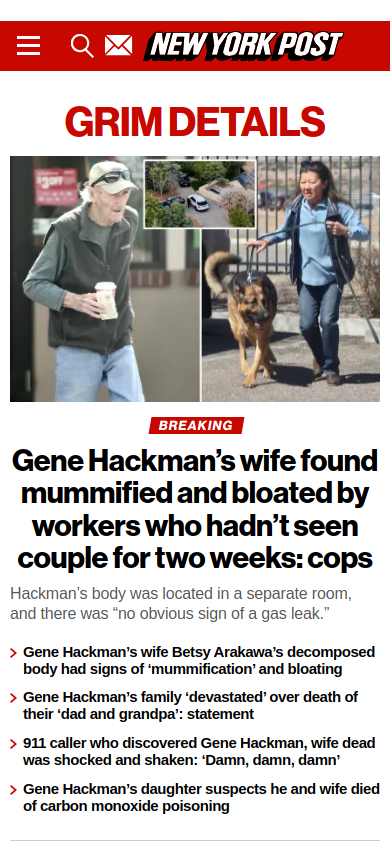 NEW YORK POST
GRIM DETAILS
$3 OFF
BREAKING
Gene Hackman’s wife found
mummified and bloated by
workers who hadn’t seen
couple for two weeks: cops
Hackman’s body was located in a separate room,
and there was “no obvious sign of a gas leak.”
Gene Hackman’s wife Betsy Arakawa’s decomposed
body had signs of ‘mummification’ and bloating
Gene Hackman’s family ‘devastated’ over death of
their ‘dad and grandpa’: statement
911 caller who discovered Gene Hackman, wife dead
was shocked and shaken: ‘Damn, damn, damn’
Gene Hackman’s daughter suspects he and wife died
of carbon monoxide poisoning